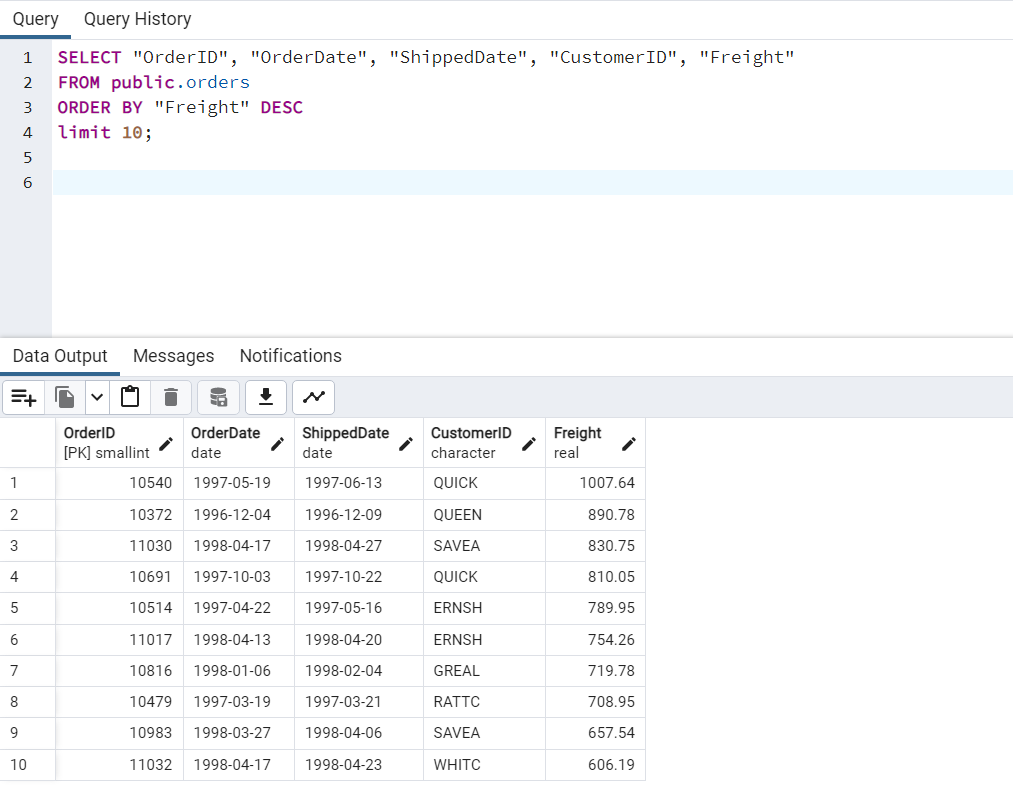 Query Query History
1 SELECT "OrderID", "OrderDate", "ShippedDate", "CustomerID", "Freight"
2 FROM public.orders
3 ORDER BY "Freight" DESC
4 limit 10;
5
6
Data Output Messages Notifications
OrderID OrderDate ShippedDate CustomerID Freight
[PK] smallint date date character real
1 10540 1997-05-19 1997-06-13 QUICK 1007.64
2 10372 1996-12-04 1996-12-09 QUEEN 890.78
3 11030 1998-04-17 1998-04-27 SAVEA 830.75
4 10691 1997-10-03 1997-10-22 QUICK 810.05
5 10514 1997-04-22 1997-05-16 ERNSH 789.95
6 11017 1998-04-13 1998-04-20 ERNSH 754.26
7 10816 1998-01-06 1998-02-04 GREAL 719.78
8 10479 1997-03-19 1997-03-21 RATTC 708.95
9 10983 1998-03-27 1998-04-06 SAVEA 657.54
10 11032 1998-04-17 1998-04-23 WHITC 606.19